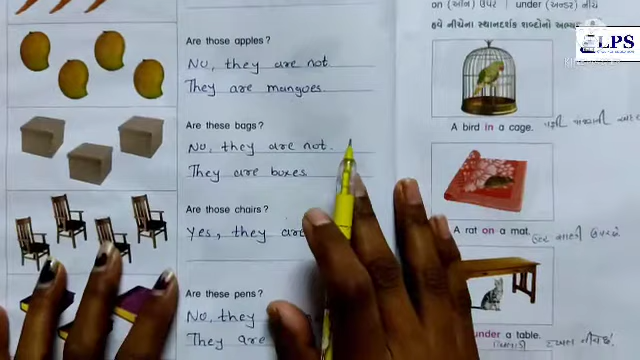 Are those apples?
No, they are not.
They are mangoes.
Are these bags?
No, they are not.
They are boxes.
Are those chairs?
Yes, they are
Are these pens?
No, they
They are
on (ઑન) ઉપર | under (અન્ડર) નીચે
હવે નીચેના સ્થાનદર્શક શબ્દોનો
LPS
A bird in a cage.
A rat on a mat.
under a table.